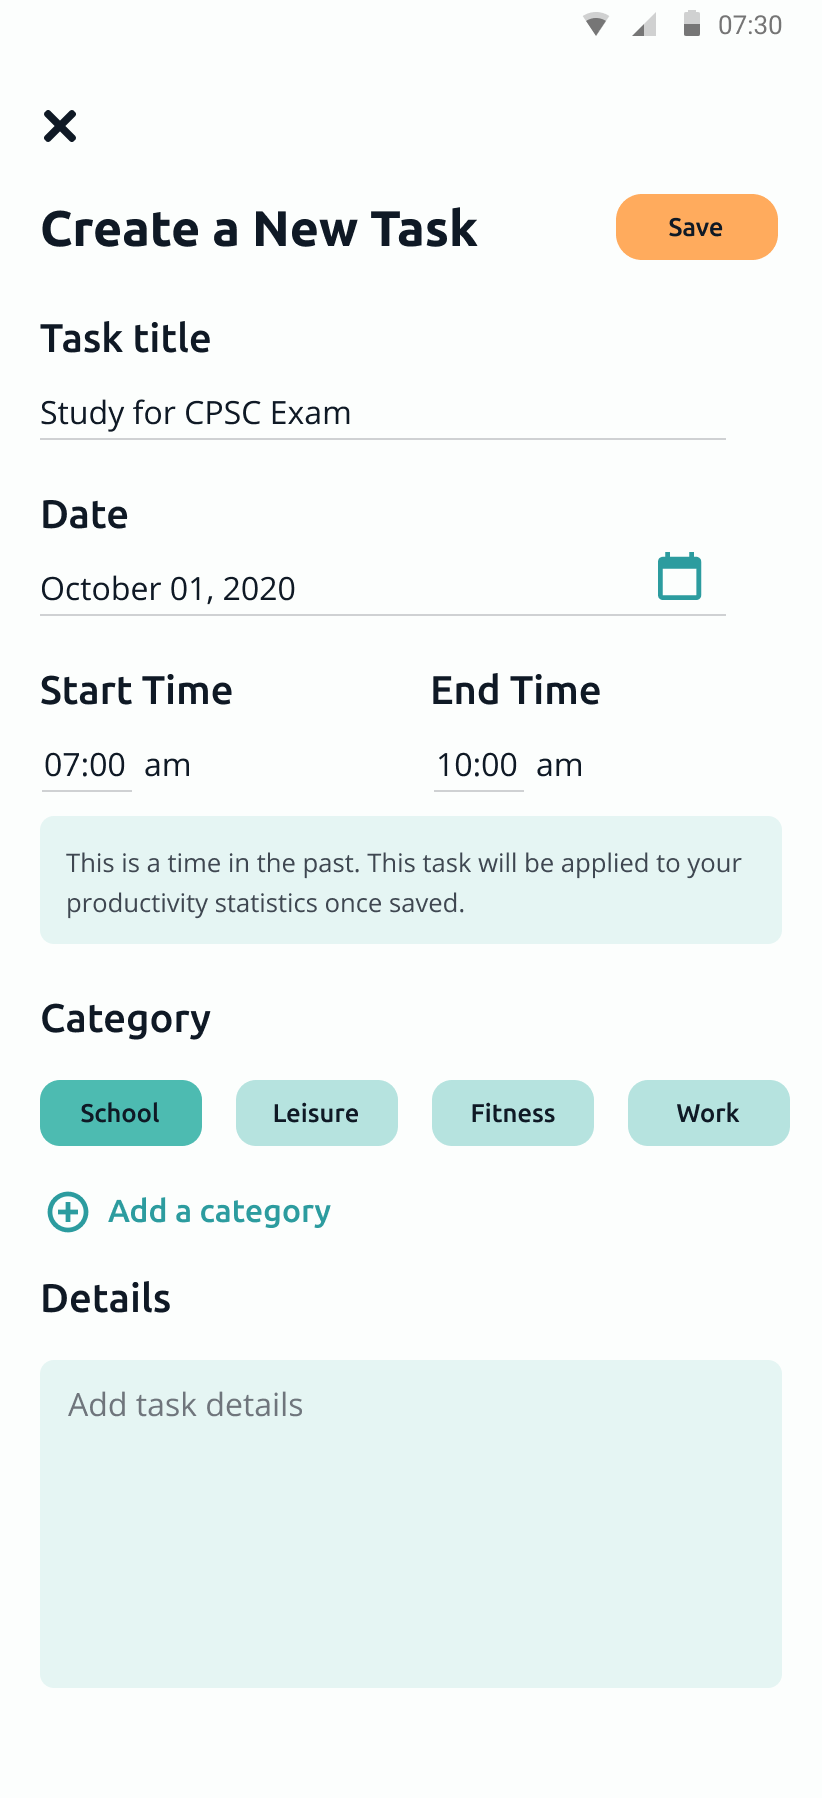 07:30
Create a New Task
Save
Task title
Study for CPSC Exam
Date
October 01, 2020
Start Time
End Time
07:00 am
10:00 am
This is a time in the past. This task will be applied to your
productivity statistics once saved.
Category
School
Leisure
Fitness
Work
Add a category
Details
Add task details